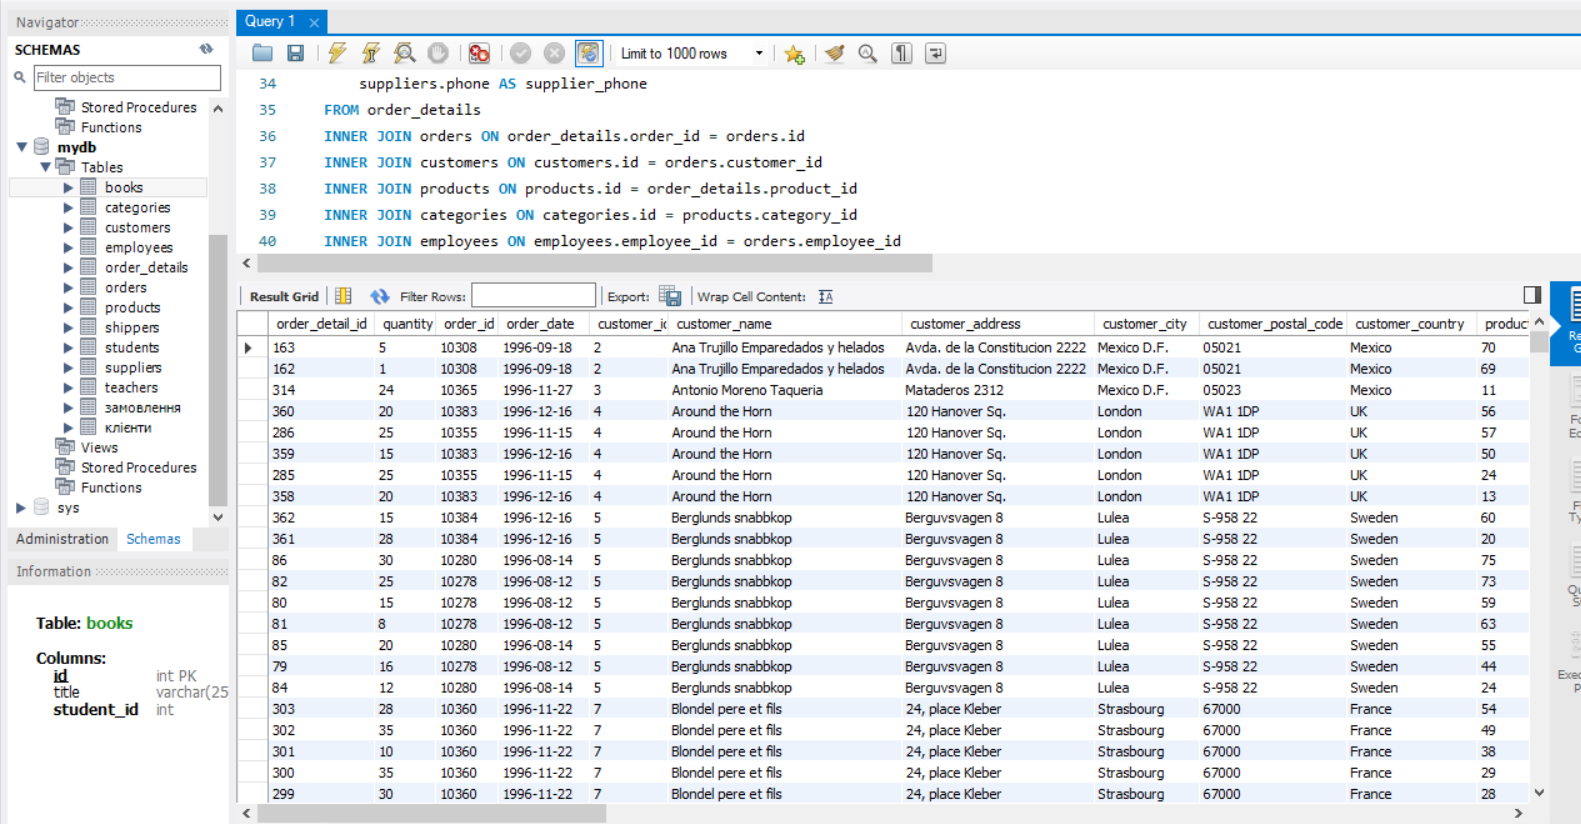 Navigator
SCHEMAS
Filter objects
Stored Procedures
Functions
mydb
Tables
books
categories
customers
employees
order_details
orders
products
shippers
students
suppliers
teachers
замовлення
клієнти
Views
Stored Procedures
Functions
sys
Administration Schemas
Information
Table: books
Columns:
id int PK
title varchar(25
student_id int
Query 1
Limit to 1000 rows
34 suppliers.phone AS supplier_phone
35 FROM order_details
36 INNER JOIN orders ON order_details.order_id = orders.id
37 INNER JOIN customers ON customers.id = orders.customer_id
38 INNER JOIN products ON products.id = order_details.product_id
39 INNER JOIN categories ON categories.id = products.category_id
40 INNER JOIN employees ON employees.employee_id = orders.employee_id
Result Grid Filter Rows: Export: Wrap Cell Content:
order_detail_id quantity order_id order_date customer_ic customer_name customer_address customer_city customer_postal_code customer_country produc
163 5 10308 1996-09-18 2 Ana Trujillo Emparedados y helados Avda. de la Constitucion 2222 Mexico D.F. 05021 Mexico 70
162 1 10308 1996-09-18 2 Ana Trujillo Emparedados y helados Avda. de la Constitucion 2222 Mexico D.F. 05021 Mexico 69
314 24 10365 1996-11-27 3 Antonio Moreno Taqueria Mataderos 2312 Mexico D.F. 05023 Mexico 11
360 20 10383 1996-12-16 4 Around the Horn 120 Hanover Sq. London WA1 1DP UK 56
286 25 10355 1996-11-15 4 Around the Horn 120 Hanover Sq. London WA1 1DP UK 57
359 15 10383 1996-12-16 4 Around the Horn 120 Hanover Sq. London WA1 1DP UK 50
285 25 10355 1996-11-15 4 Around the Horn 120 Hanover Sq. London WA1 1DP UK 24
358 20 10383 1996-12-16 4 Around the Horn 120 Hanover Sq. London WA1 1DP UK 13
362 15 10384 1996-12-16 5 Berglunds snabbkop Berguvsvagen 8 Lulea S-958 22 Sweden 60
361 28 10384 1996-12-16 5 Berglunds snabbkop Berguvsvagen 8 Lulea S-958 22 Sweden 20
86 30 10280 1996-08-14 5 Berglunds snabbkop Berguvsvagen 8 Lulea S-958 22 Sweden 75
82 25 10278 1996-08-12 5 Berglunds snabbkop Berguvsvagen 8 Lulea S-958 22 Sweden 73
80 15 10278 1996-08-12 5 Berglunds snabbkop Berguvsvagen 8 Lulea S-958 22 Sweden 59
81 8 10278 1996-08-12 5 Berglunds snabbkop Berguvsvagen 8 Lulea S-958 22 Sweden 63
85 20 10280 1996-08-14 5 Berglunds snabbkop Berguvsvagen 8 Lulea S-958 22 Sweden 55
79 16 10278 1996-08-12 5 Berglunds snabbkop Berguvsvagen 8 Lulea S-958 22 Sweden 44
84 12 10280 1996-08-14 5 Berglunds snabbkop Berguvsvagen 8 Lulea S-958 22 Sweden 24
303 28 10360 1996-11-22 7 Blondel pere et fils 24, place Kleber Strasbourg 67000 France 54
302 35 10360 1996-11-22 7 Blondel pere et fils 24, place Kleber Strasbourg 67000 France 49
301 10 10360 1996-11-22 7 Blondel pere et fils 24, place Kleber Strasbourg 67000 France 38
300 35 10360 1996-11-22 7 Blondel pere et fils 24, place Kleber Strasbourg 67000 France 29
299 30 10360 1996-11-22 7 Blondel pere et fils 24, place Kleber Strasbourg 67000 France 28